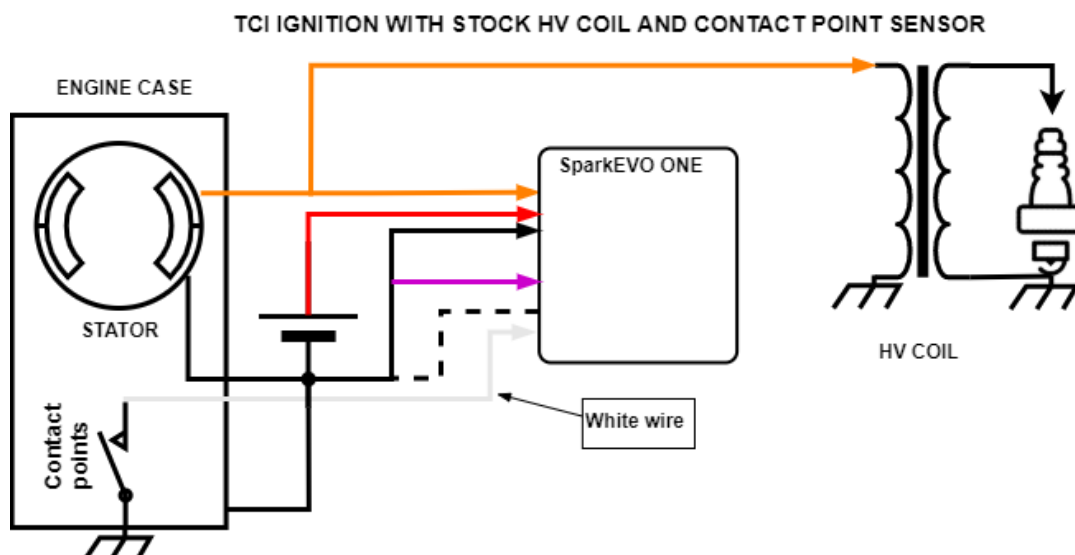 TCI IGNITION WITH STOCK HV COIL AND CONTACT POINT SENSOR
ENGINE CASE
SparkEVO ONE
STATOR
HV COIL
Contact
points
White wire